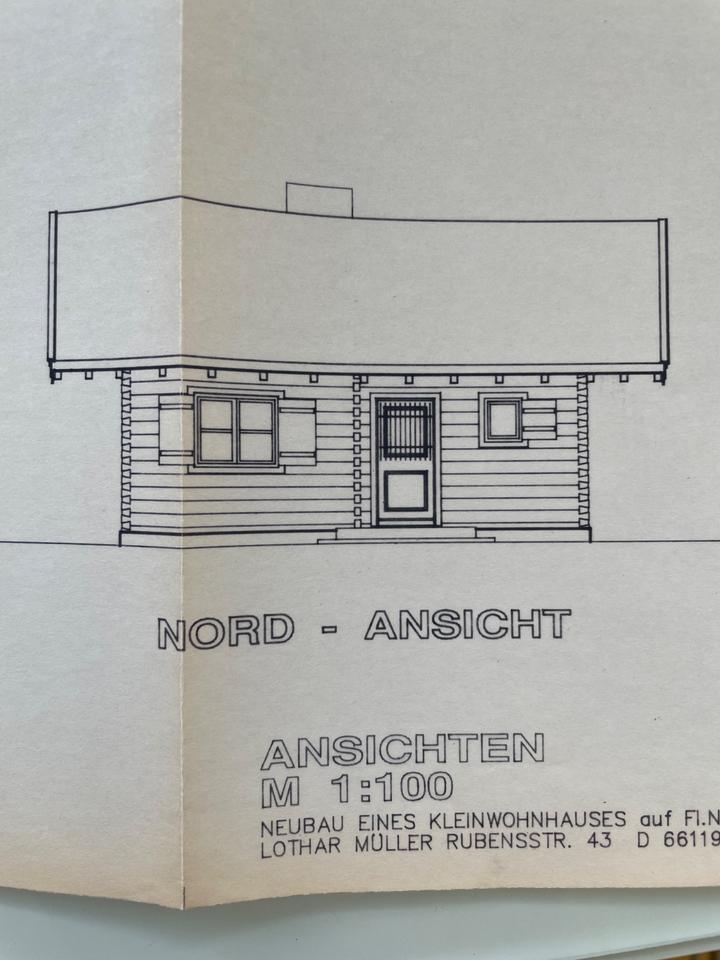 NORD - ANSICHT
ANSICHTEN
M 1:100
NEUBAU EINES KLEINWOHNHAUSES auf Fl.N
LOTHAR MÜLLER RUBENSSTR. 43 D 66119